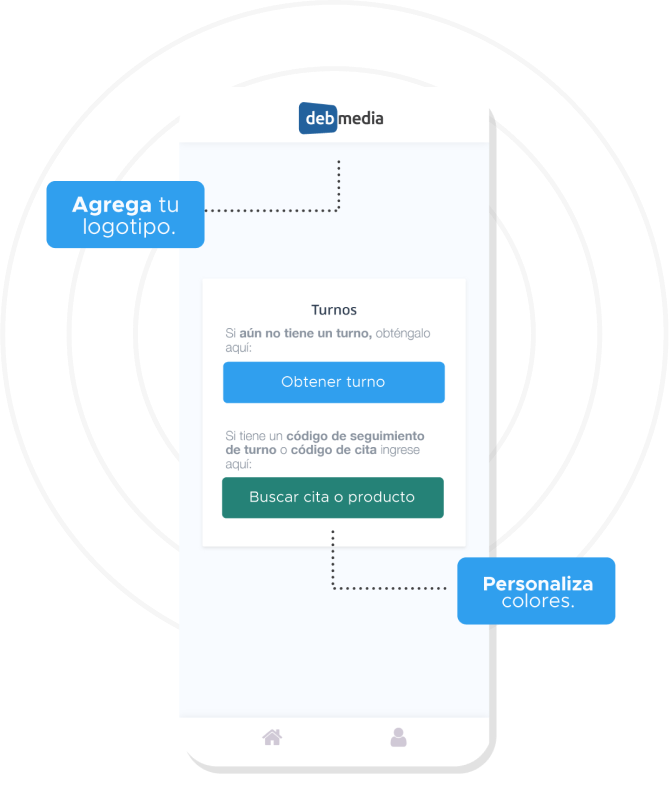 debmedia
Agrega tu
logotipo.
Turnos
Si aún no tiene un turno, obténgalo
aquí:
Obtener turno
Si tiene un código de seguimiento
de turno o código de cita ingrese
aquí:
Buscar cita o producto
Personaliza
colores.